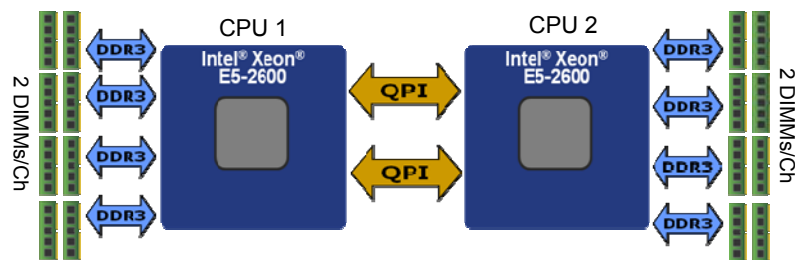 CPU 1
CPU 2
2 DIMMs/Ch
DDR3
DDR3
DDR3
DDR3
Intel® Xeon®
E5-2600
QPI
QPI
Intel® Xeon®
E5-2600
DDR3
DDR3
DDR3
DDR3
2 DIMMs/Ch